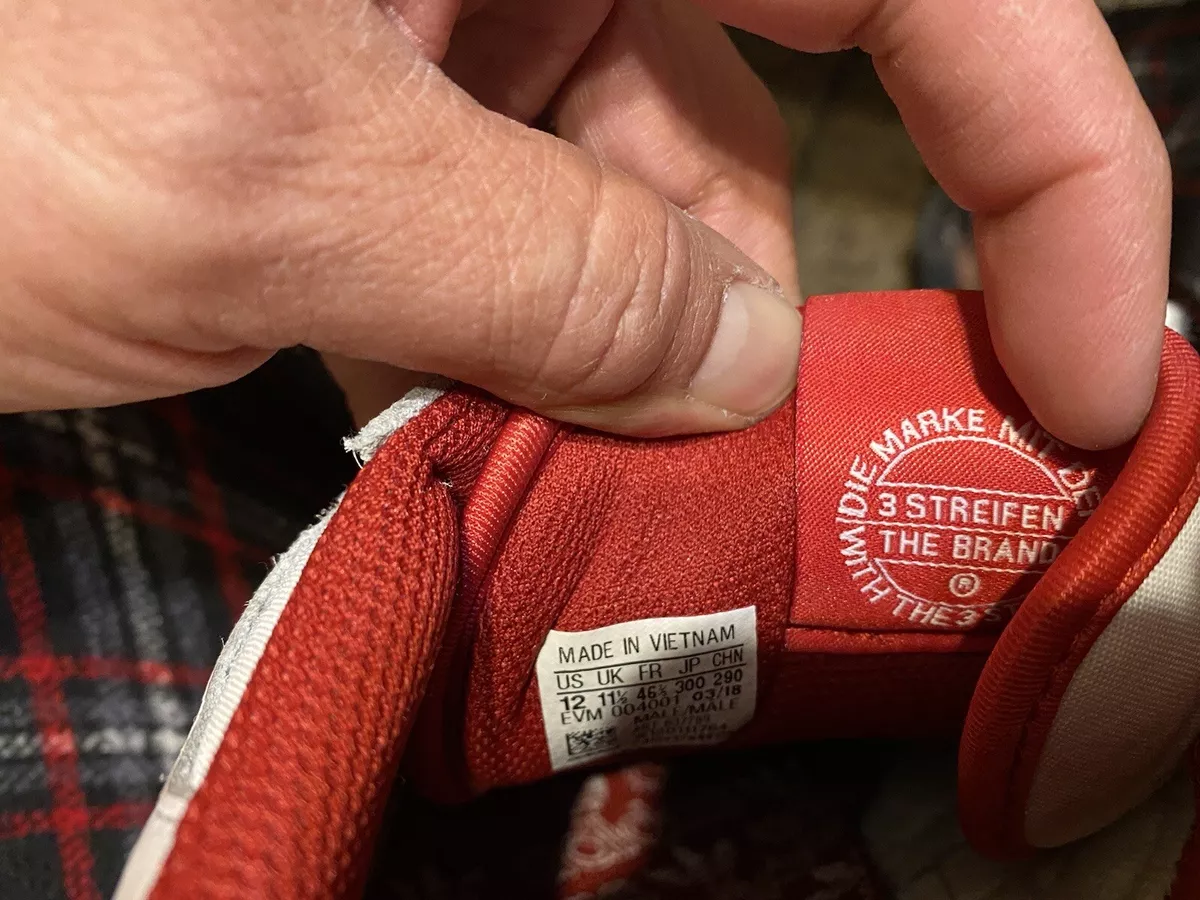 DIE MARKE MIT DE
3 STREIFEN
THE BRAND
®
THE 3 S
MADE IN VIETNAM
US UK FR JP CHN
12 11½ 46⅔ 300 290
EVM 004001 03/18
MALE/MALE